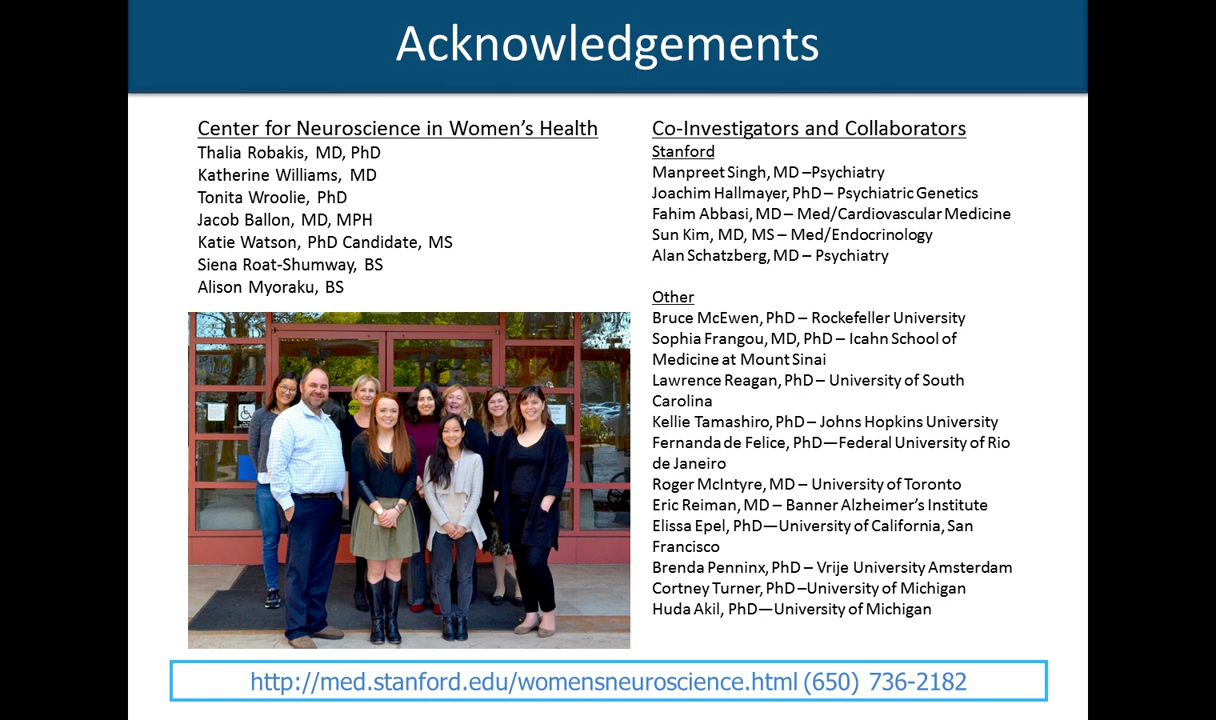 Acknowledgements
Center for Neuroscience in Women's Health
Thalia Robakis, MD, PhD
Katherine Williams, MD
Tonita Wroolie, PhD
Jacob Ballon, MD, MPH
Katie Watson, PhD Candidate, MS
Siena Roat-Shumway, BS
Alison Myoraku, BS
Co-Investigators and Collaborators
Stanford
Manpreet Singh, MD –Psychiatry
Joachim Hallmayer, PhD – Psychiatric Genetics
Fahim Abbasi, MD – Med/Cardiovascular Medicine
Sun Kim, MD, MS – Med/Endocrinology
Alan Schatzberg, MD – Psychiatry
Other
Bruce McEwen, PhD – Rockefeller University
Sophia Frangou, MD, PhD – Icahn School of
Medicine at Mount Sinai
Lawrence Reagan, PhD – University of South
Carolina
Kellie Tamashiro, PhD – Johns Hopkins University
Fernanda de Felice, PhD—Federal University of Rio
de Janeiro
Roger McIntyre, MD – University of Toronto
Eric Reiman, MD – Banner Alzheimer's Institute
Elissa Epel, PhD—University of California, San
Francisco
Brenda Penninx, PhD – Vrije University Amsterdam
Cortney Turner, PhD –University of Michigan
Huda Akil, PhD—University of Michigan
http://med.stanford.edu/womensneuroscience.html (650) 736-2182